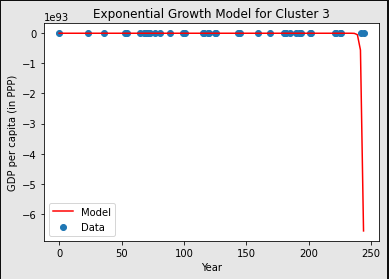 Exponential Growth Model for Cluster 3
1e93
GDP per capita (in PPP)
0
−1
−2
−3
−4
−5
−6
Model
Data
0 50 100 150 200 250
Year